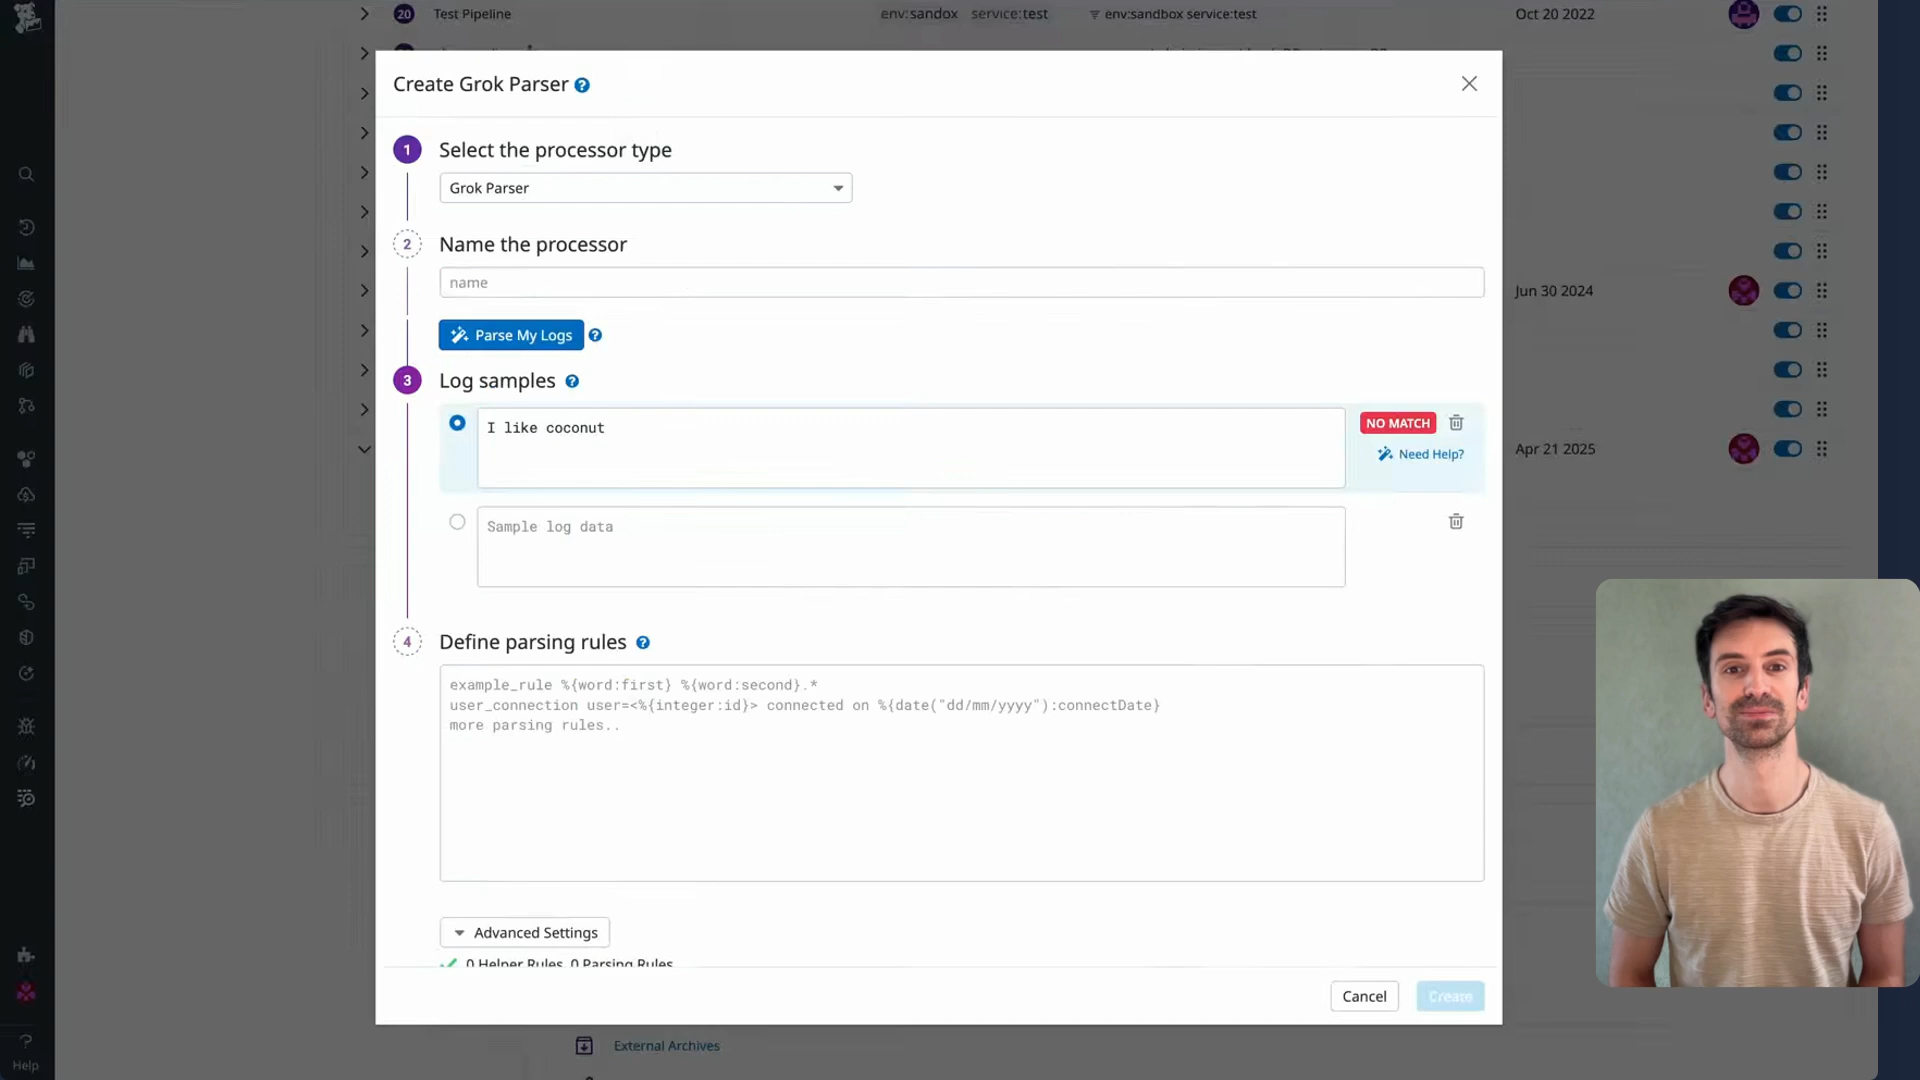 20 Test Pipeline env:sandox service:test env:sandbox service:test Oct 20 2022
Create Grok Parser ?
1 Select the processor type
Grok Parser
2 Name the processor
name
Parse My Logs ?
3 Log samples ?
I like coconut
NO MATCH
Need Help?
Apr 21 2025
Jun 30 2024
Sample log data
4 Define parsing rules ?
example_rule %{word:first} %{word:second}.*
user_connection user=<%{integer:id}> connected on %{date("dd/mm/yyyy"):connectDate}
more parsing rules..
Advanced Settings
0 Helper Rules, 0 Parsing Rules
Cancel
Create
External Archives
?
Help